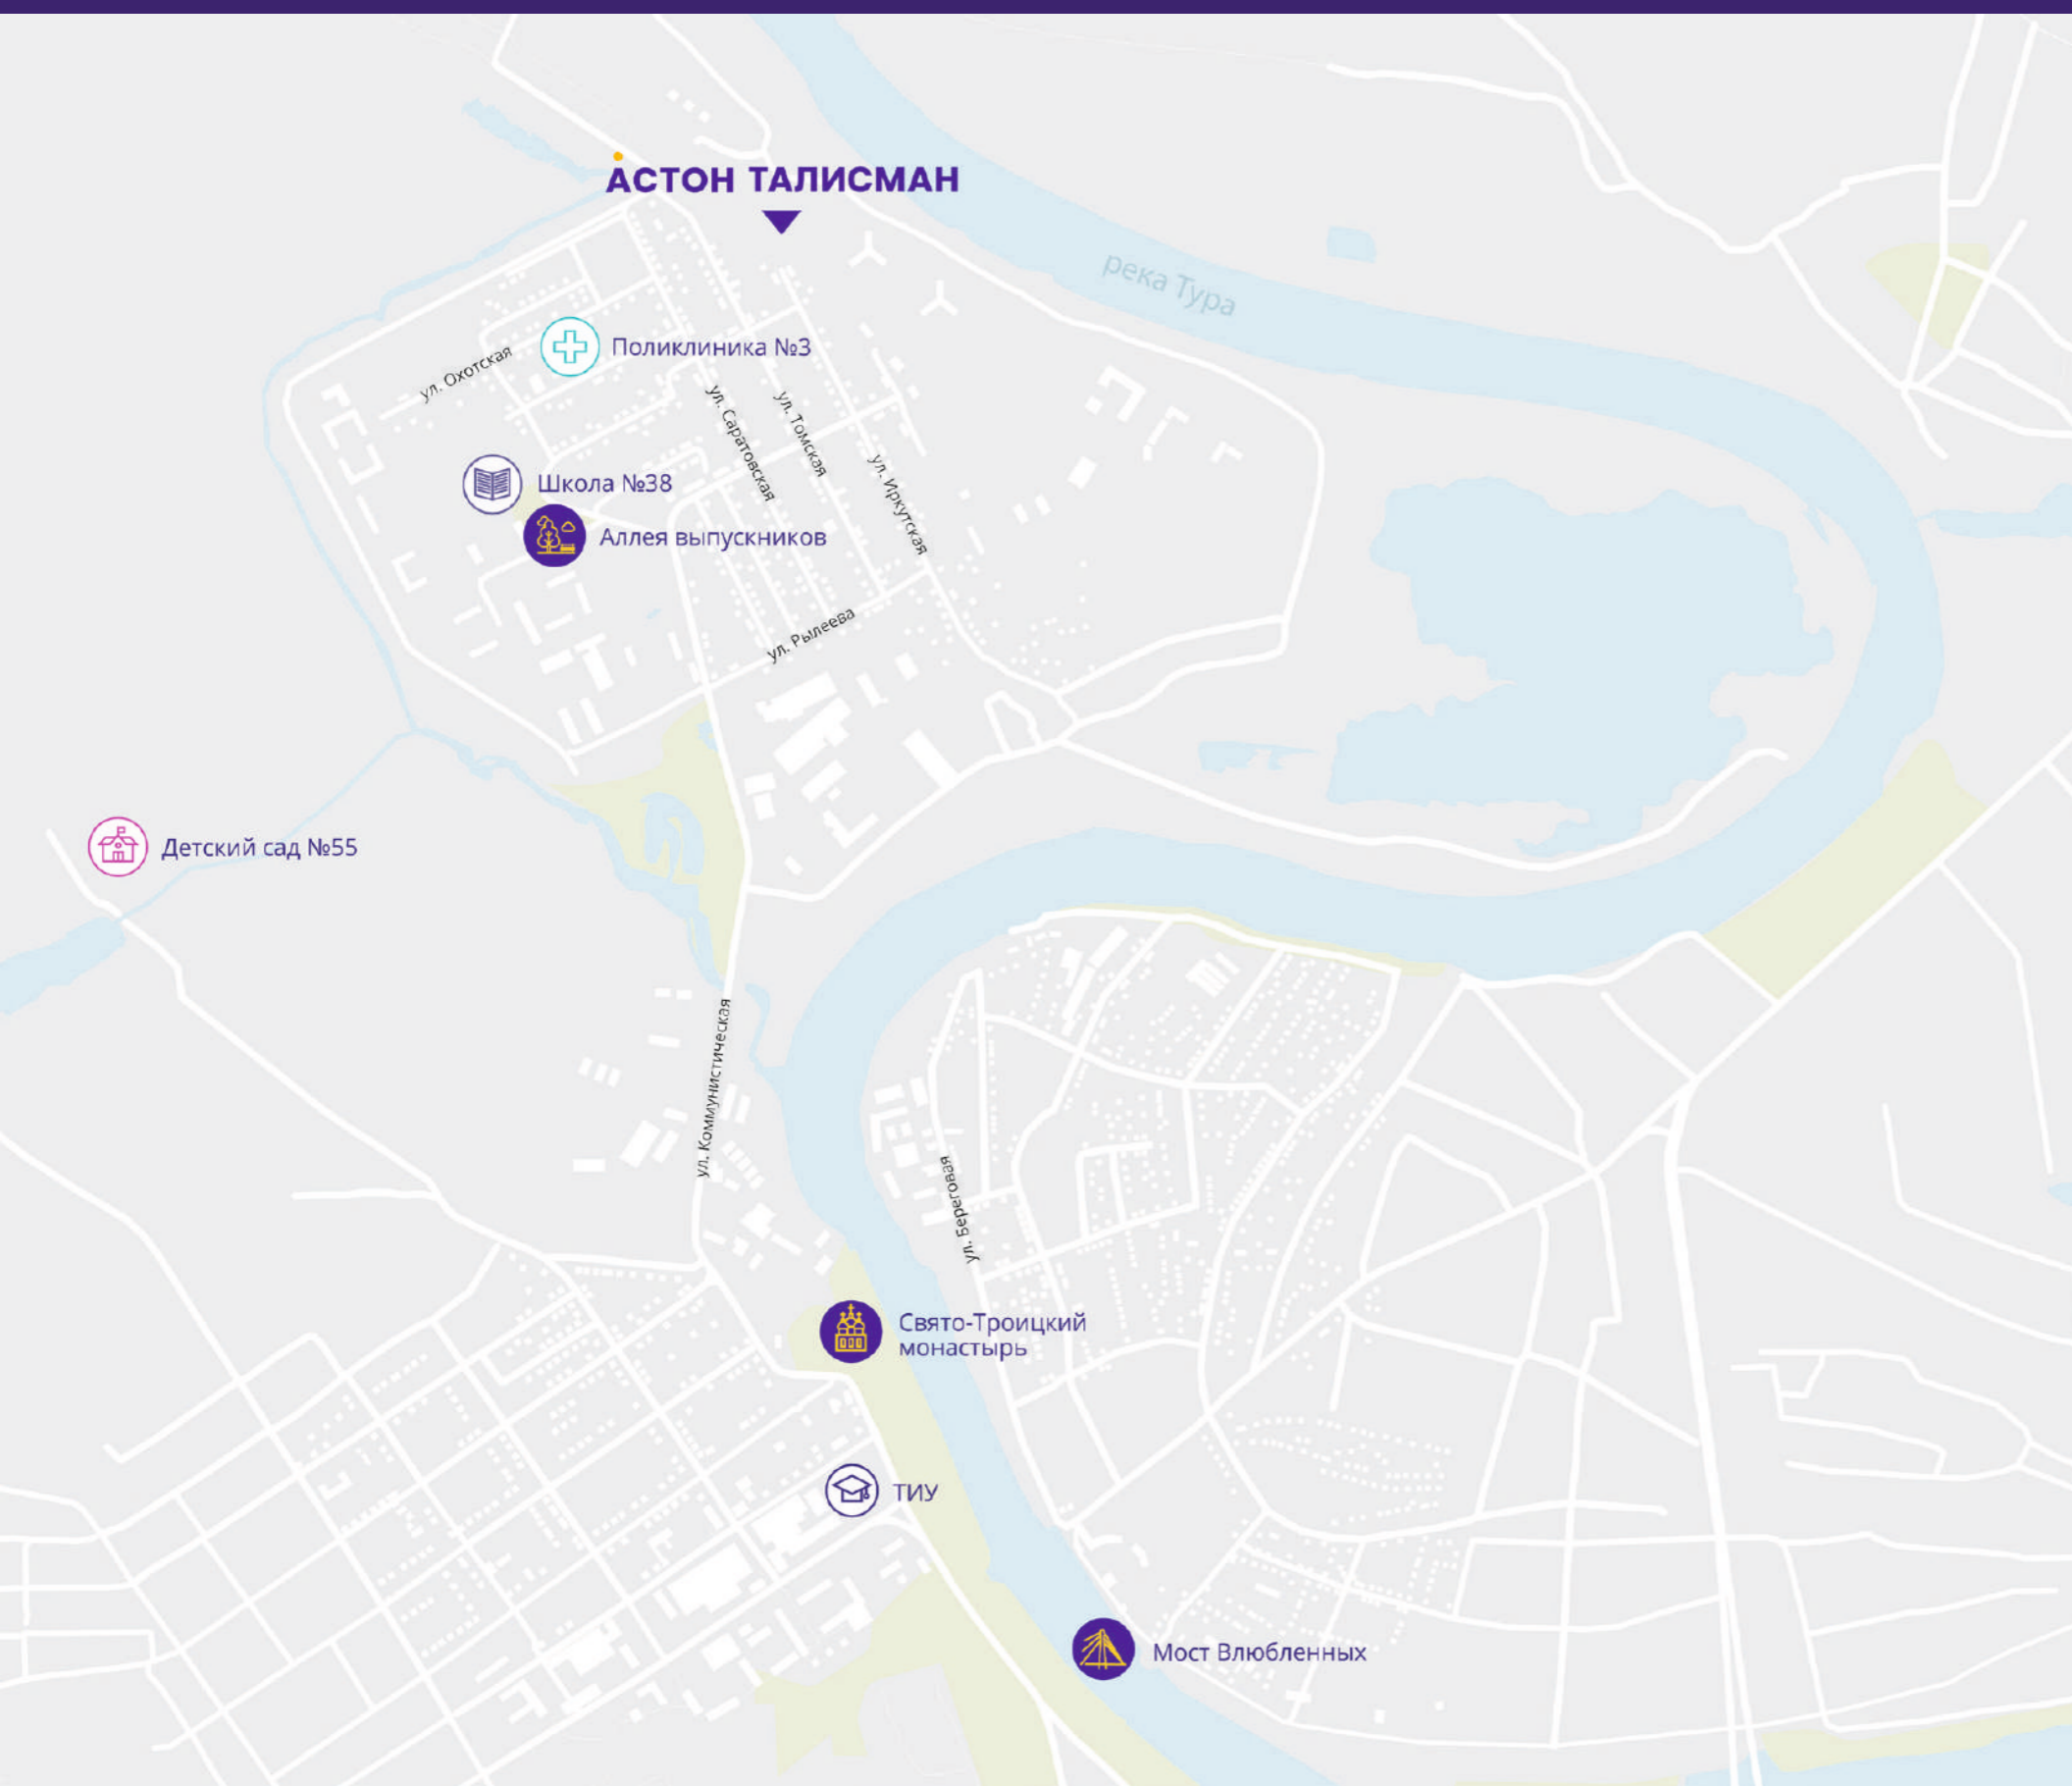 АСТОН ТАЛИСМАН
река Тура
Поликлиника №3
ул. Охотская
ул. Саратовская
ул. Томская
ул. Иркутская
Школа №38
Аллея выпускников
ул. Рылеева
Детский сад №55
ул. Коммунистическая
ул. Береговая
Свято-Троицкий
монастырь
ТИУ
Мост Влюбленных